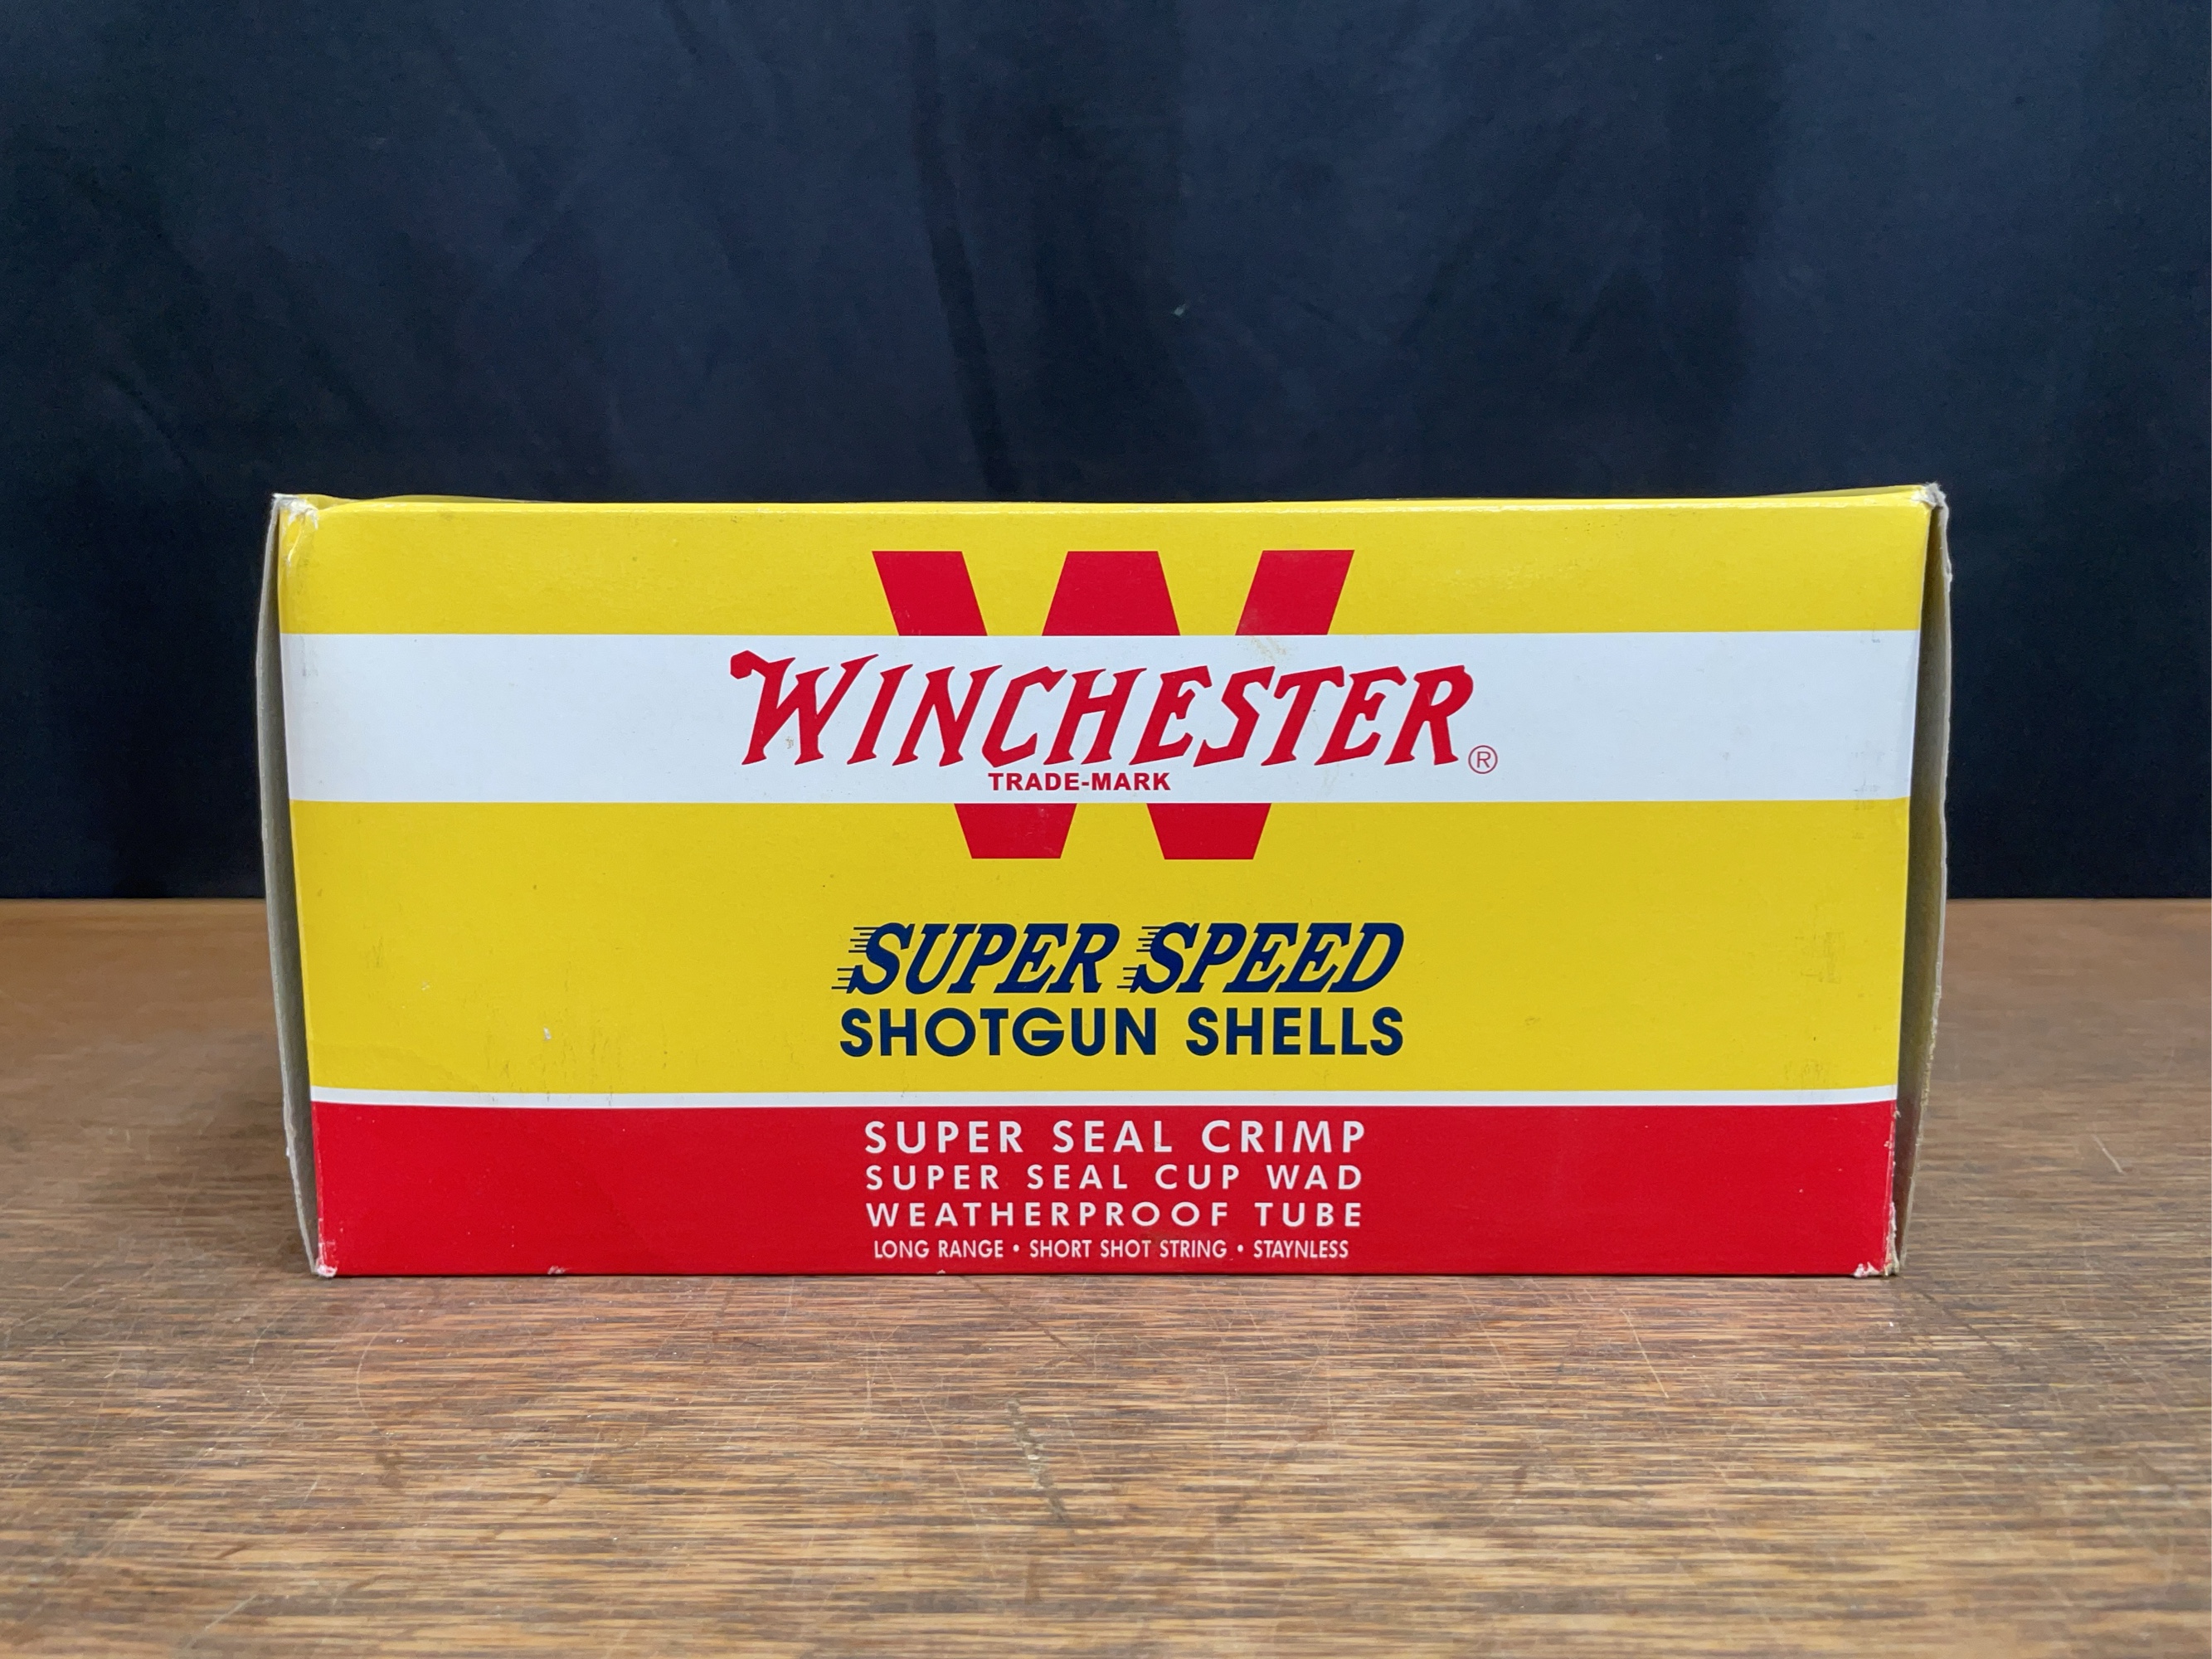 W
WINCHESTER®
TRADE-MARK
SUPER SPEED
SHOTGUN SHELLS
SUPER SEAL CRIMP
SUPER SEAL CUP WAD
WEATHERPROOF TUBE
LONG RANGE • SHORT SHOT STRING • STAYNLESS